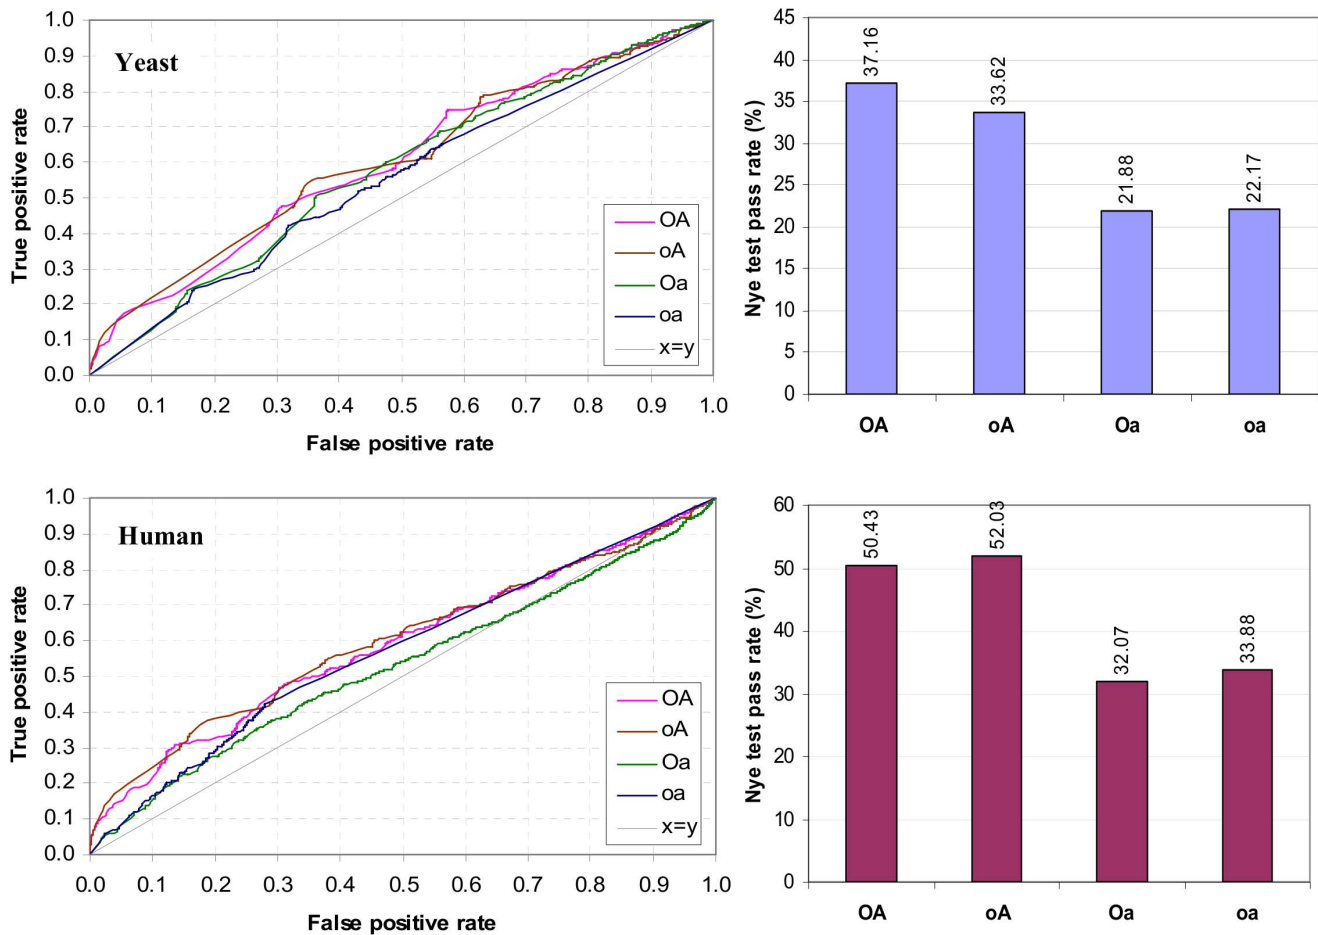 Yeast
True positive rate
1.0
0.9
0.8
0.7
0.6
0.5
0.4
0.3
0.2
0.1
0.0
0.0 0.1 0.2 0.3 0.4 0.5 0.6 0.7 0.8 0.9 1.0
False positive rate
OA
oA
Oa
oa
x=y
Nye test pass rate (%)
45
40
35
30
25
20
15
10
5
0
37.16
33.62
21.88
22.17
OA oA Oa oa
Human
True positive rate
1.0
0.9
0.8
0.7
0.6
0.5
0.4
0.3
0.2
0.1
0.0
0.0 0.1 0.2 0.3 0.4 0.5 0.6 0.7 0.8 0.9 1.0
False positive rate
OA
oA
Oa
oa
x=y
Nye test pass rate (%)
60
50
40
30
20
10
0
50.43
52.03
32.07
33.88
OA oA Oa oa